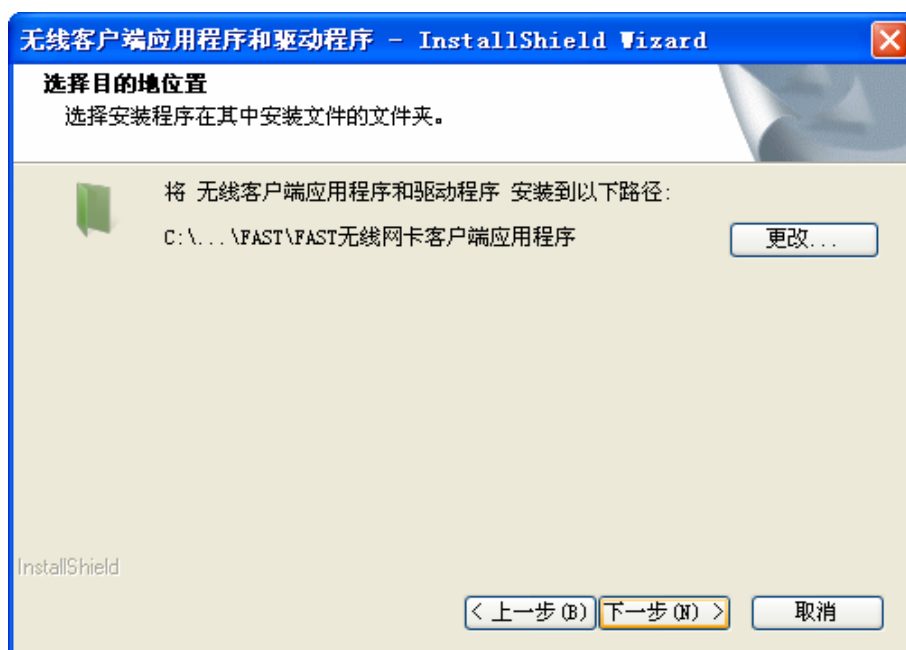 无线客户端应用程序和驱动程序 - InstallShield Wizard
选择目的地位置
选择安装程序在其中安装文件的文件夹。
将 无线客户端应用程序和驱动程序 安装到以下路径:
C:\...\FAST\FAST无线网卡客户端应用程序
更改...
InstallShield
< 上一步(B) 下一步(N) > 取消